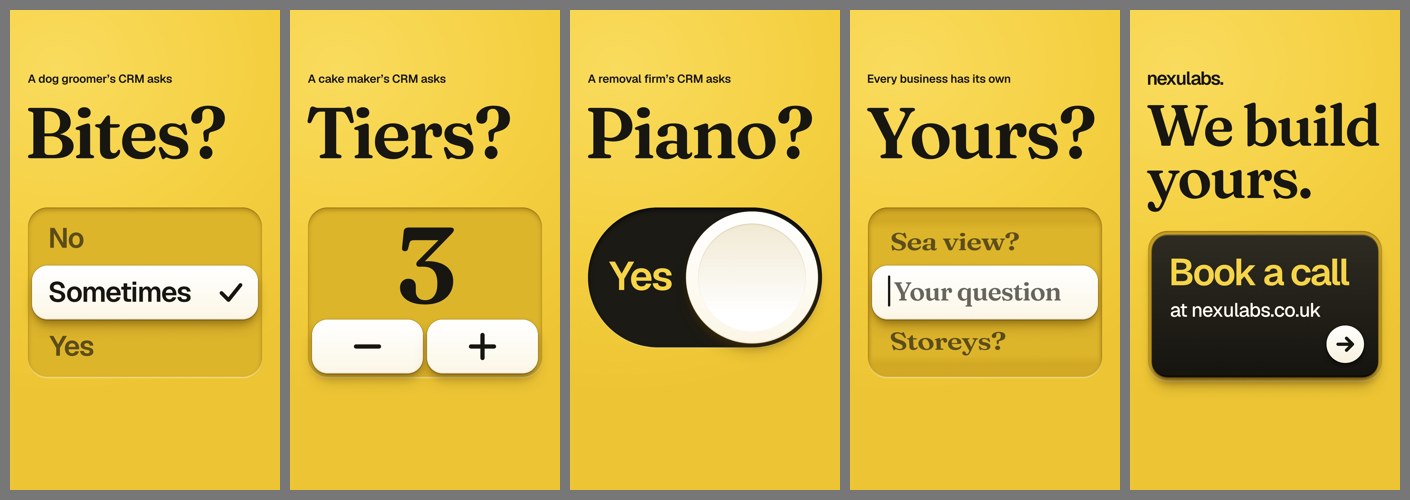 A dog groomer's CRM asks
Bites?
No
Sometimes
Yes
A cake maker's CRM asks
Tiers?
3
A removal firm's CRM asks
Piano?
Yes
Every business has its own
Yours?
Sea view?
Your question
Storeys?
nexulabs.
We build
yours.
Book a call
at nexulabs.co.uk